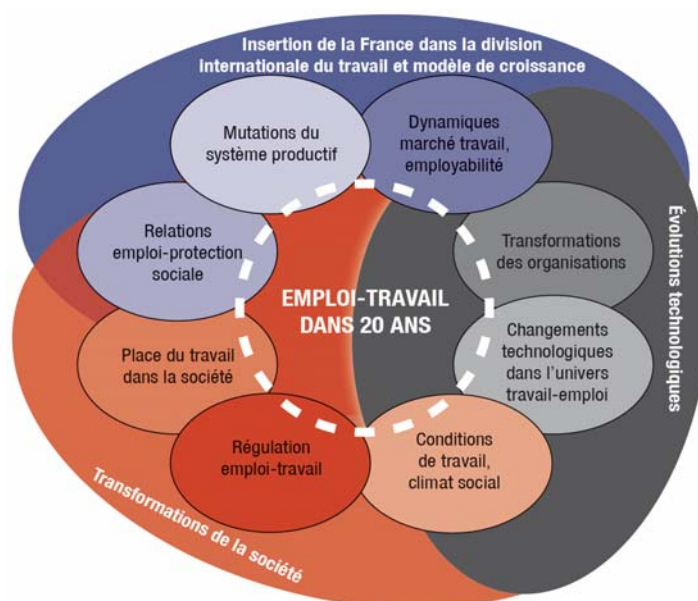 Insertion de la France dans la division
internationale du travail et modèle de croissance
Mutations du
système productif
Dynamiques
marché travail,
employabilité
Relations
emploi-protection
sociale
Transformations
des organisations
Évolutions technologiques
EMPLOI-TRAVAIL
DANS 20 ANS
Place du travail
dans la société
Changements
technologiques
dans l'univers
travail-emploi
Régulation
emploi-travail
Conditions
de travail,
climat social
Transformations de la société